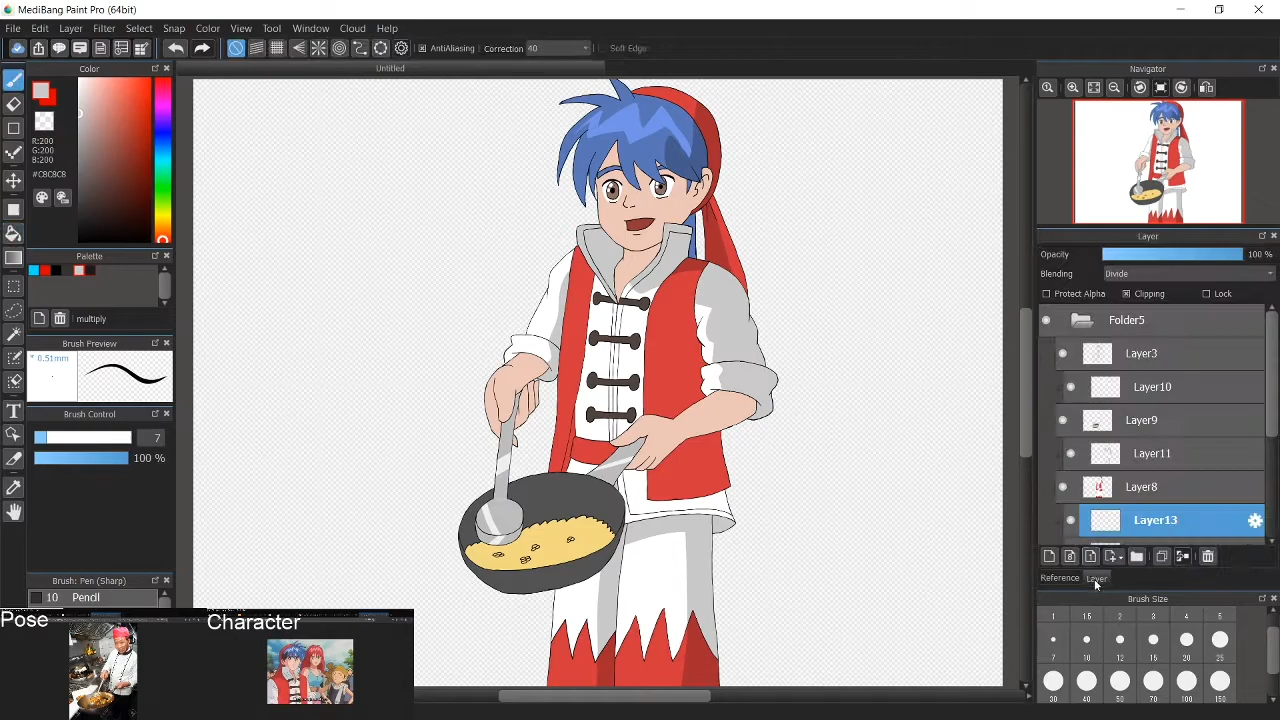 MediBang Paint Pro (64bit)
File Edit Layer Filter Select Snap Color View Tool Window Cloud Help
AntiAliasing Correction 40 Soft Edge
Color
Untitled
Navigator
R:200
G:200
B:200
#C8C8C8
Palette
multiply
Brush Preview
* 0.51mm
Brush Control
7
100 %
Brush: Pen (Sharp)
10 Pencil
Pose
Character
Layer
Opacity 100 %
Blending Divide
Protect Alpha Clipping Lock
Folder5
Layer3
Layer10
Layer9
Layer11
Layer8
Layer13
Reference Layer
Brush Size
1 1.5 2 3 4 5
7 10 12 15 20 25
30 40 50 70 100 150